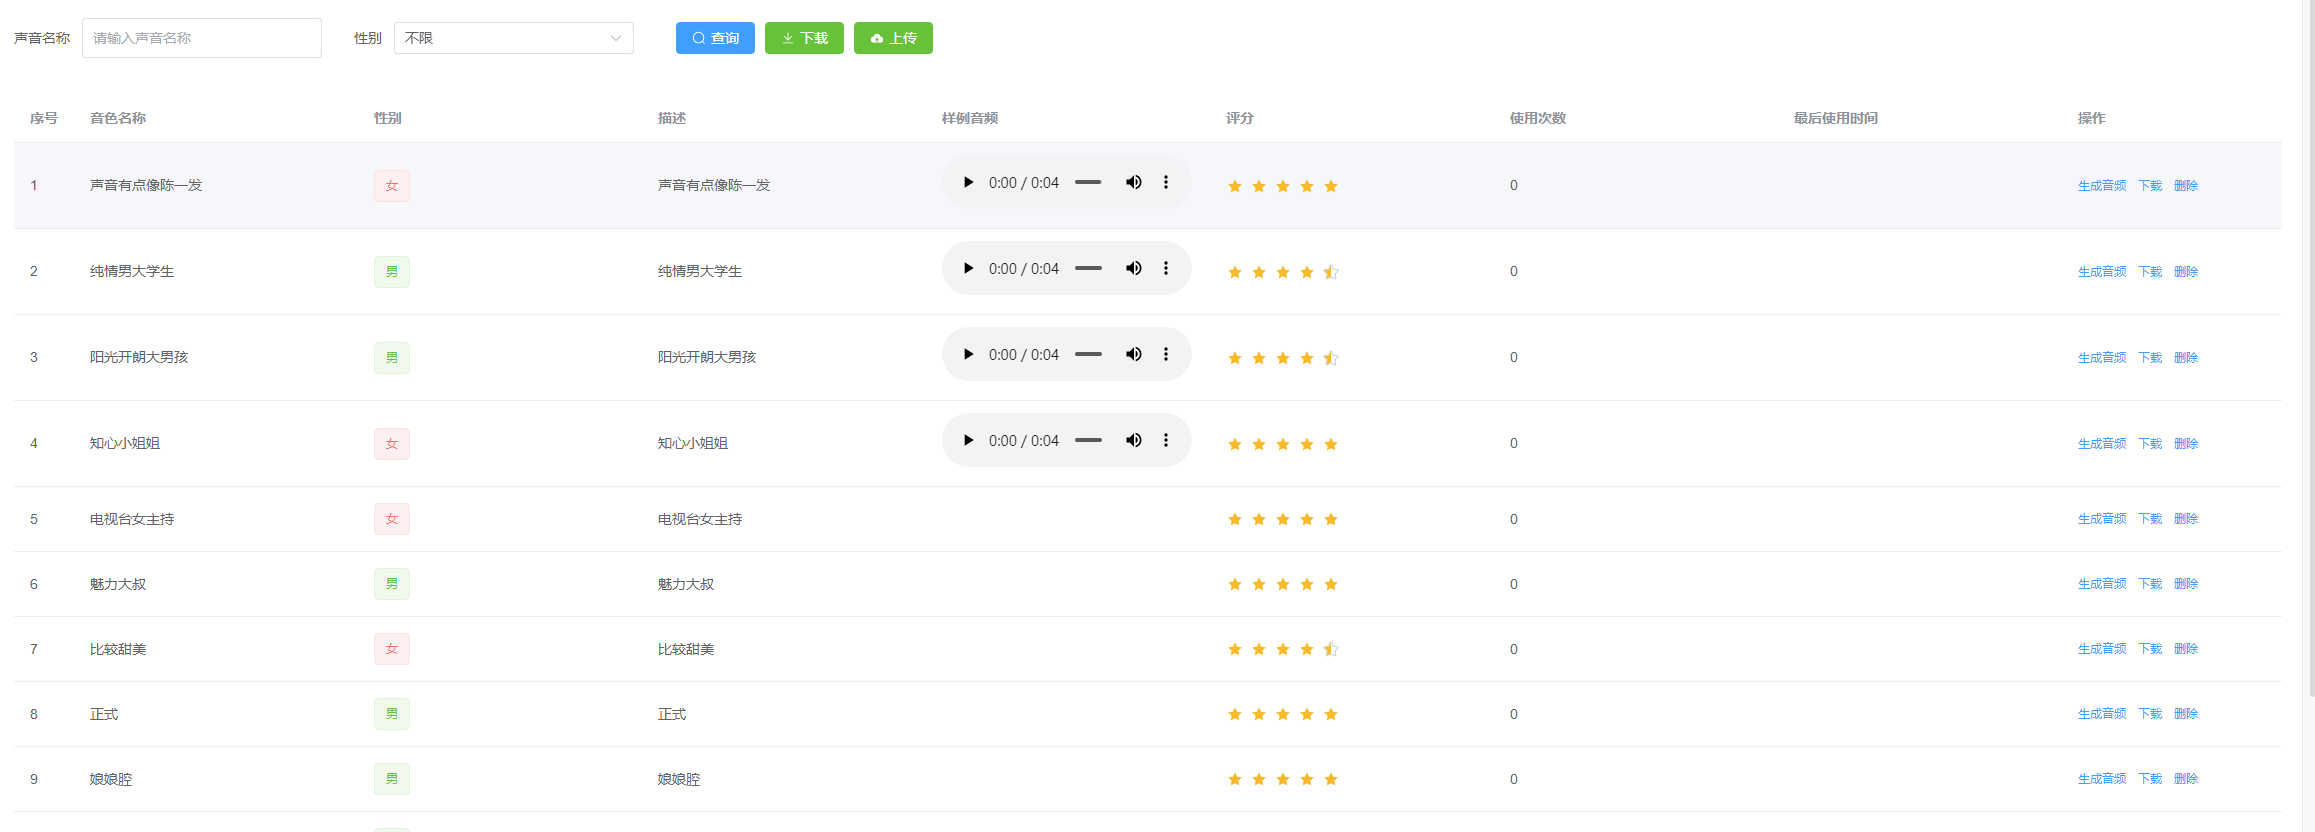 声音名称 请输入声音名称 性别 不限 查询 下载 上传
序号 音色名称 性别 描述 样例音频 评分 使用次数 最后使用时间 操作
1 声音有点像陈一发 女 声音有点像陈一发 0:00 / 0:04 0 生成音频 下载 删除
2 纯情男大学生 男 纯情男大学生 0:00 / 0:04 0 生成音频 下载 删除
3 阳光开朗大男孩 男 阳光开朗大男孩 0:00 / 0:04 0 生成音频 下载 删除
4 知心小姐姐 女 知心小姐姐 0:00 / 0:04 0 生成音频 下载 删除
5 电视台女主持 女 电视台女主持 0 生成音频 下载 删除
6 魅力大叔 男 魅力大叔 0 生成音频 下载 删除
7 比较甜美 女 比较甜美 0 生成音频 下载 删除
8 正式 男 正式 0 生成音频 下载 删除
9 娘娘腔 男 娘娘腔 0 生成音频 下载 删除